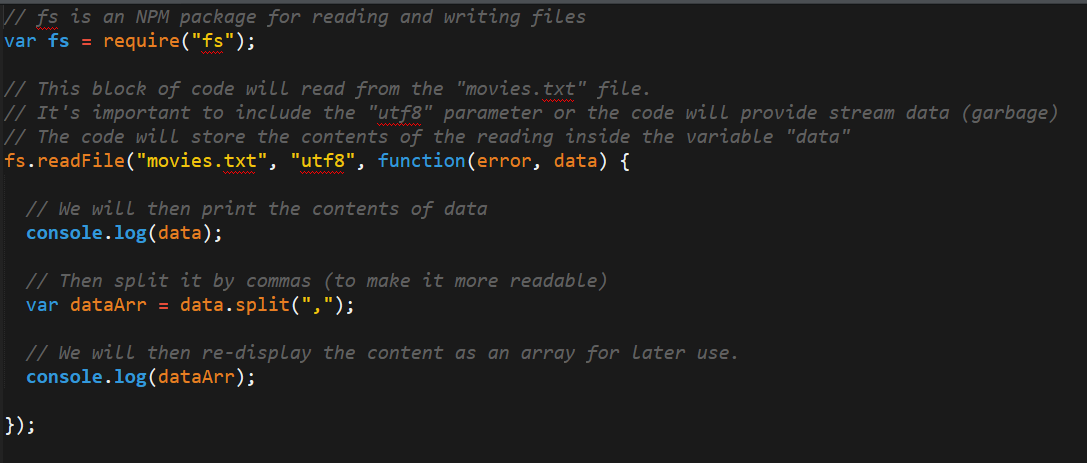 // fs is an NPM package for reading and writing files
var fs = require("fs");
// This block of code will read from the "movies.txt" file.
// It's important to include the "utf8" parameter or the code will provide stream data (garbage)
// The code will store the contents of the reading inside the variable "data"
fs.readFile("movies.txt", "utf8", function(error, data) {
// We will then print the contents of data
console.log(data);
// Then split it by commas (to make it more readable)
var dataArr = data.split(",");
// We will then re-display the content as an array for later use.
console.log(dataArr);
});